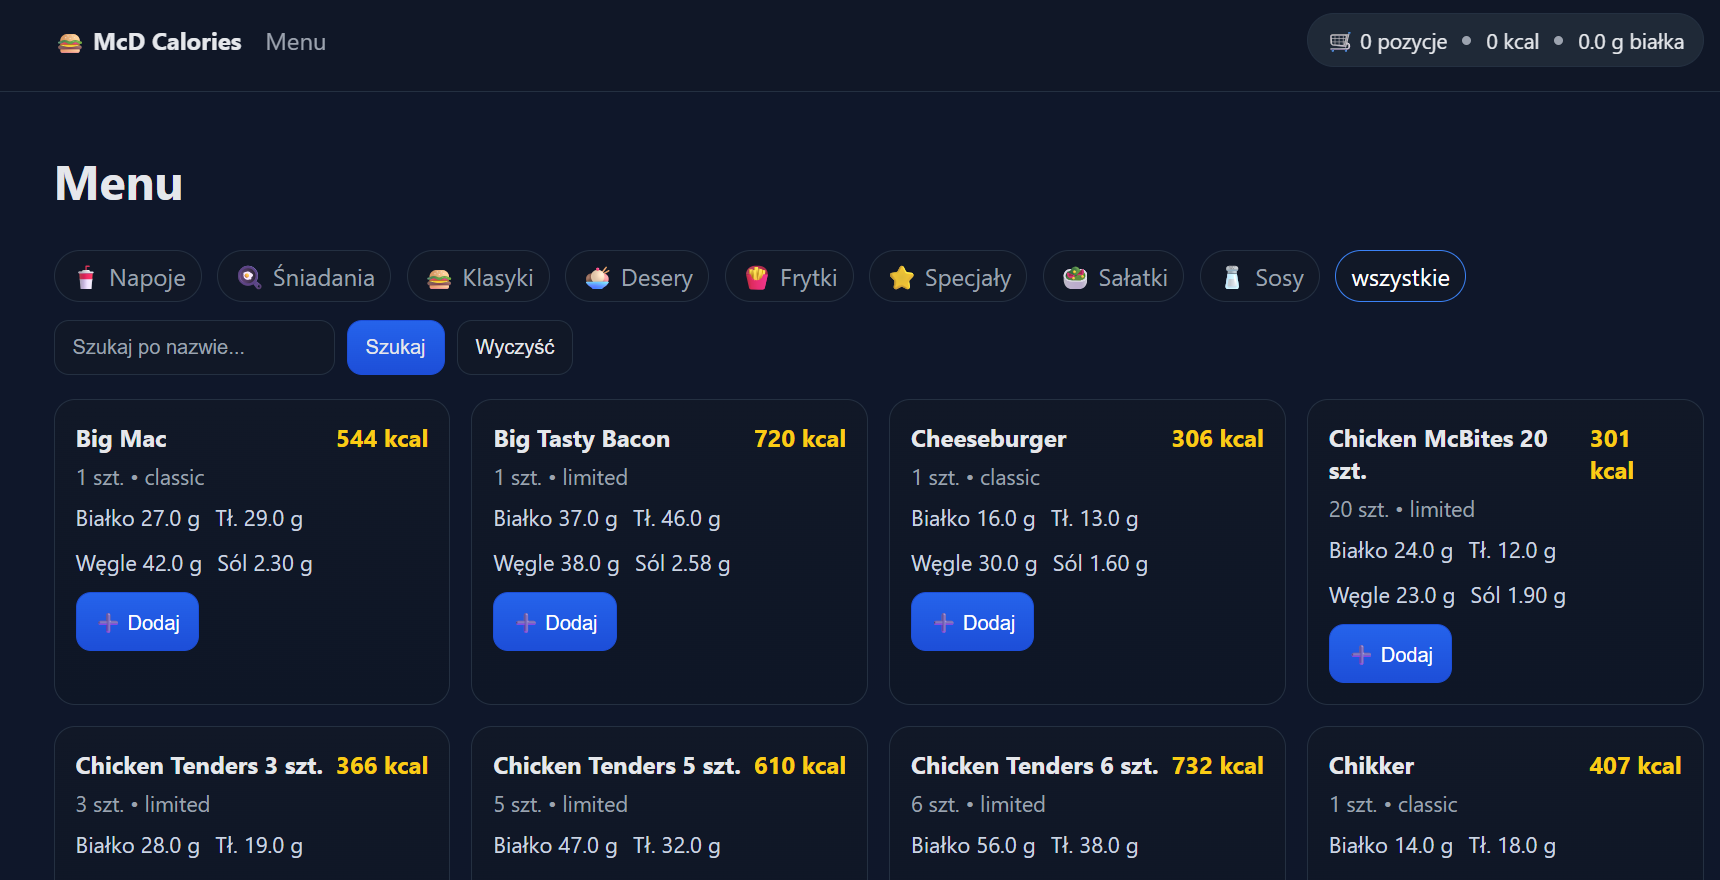 McD Calories Menu
0 pozycje • 0 kcal • 0.0 g białka
Menu
Napoje Śniadania Klasyki Desery Frytki Specjały Sałatki Sosy wszystkie
Szukaj po nazwie... Szukaj Wyczyść
Big Mac 544 kcal
1 szt. • classic
Białko 27.0 g Tł. 29.0 g
Węgle 42.0 g Sól 2.30 g
Dodaj
Big Tasty Bacon 720 kcal
1 szt. • limited
Białko 37.0 g Tł. 46.0 g
Węgle 38.0 g Sól 2.58 g
Dodaj
Cheeseburger 306 kcal
1 szt. • classic
Białko 16.0 g Tł. 13.0 g
Węgle 30.0 g Sól 1.60 g
Dodaj
Chicken McBites 20 szt. 301 kcal
20 szt. • limited
Białko 24.0 g Tł. 12.0 g
Węgle 23.0 g Sól 1.90 g
Dodaj
Chicken Tenders 3 szt. 366 kcal
3 szt. • limited
Białko 28.0 g Tł. 19.0 g
Chicken Tenders 5 szt. 610 kcal
5 szt. • limited
Białko 47.0 g Tł. 32.0 g
Chicken Tenders 6 szt. 732 kcal
6 szt. • limited
Białko 56.0 g Tł. 38.0 g
Chikker 407 kcal
1 szt. • classic
Białko 14.0 g Tł. 18.0 g